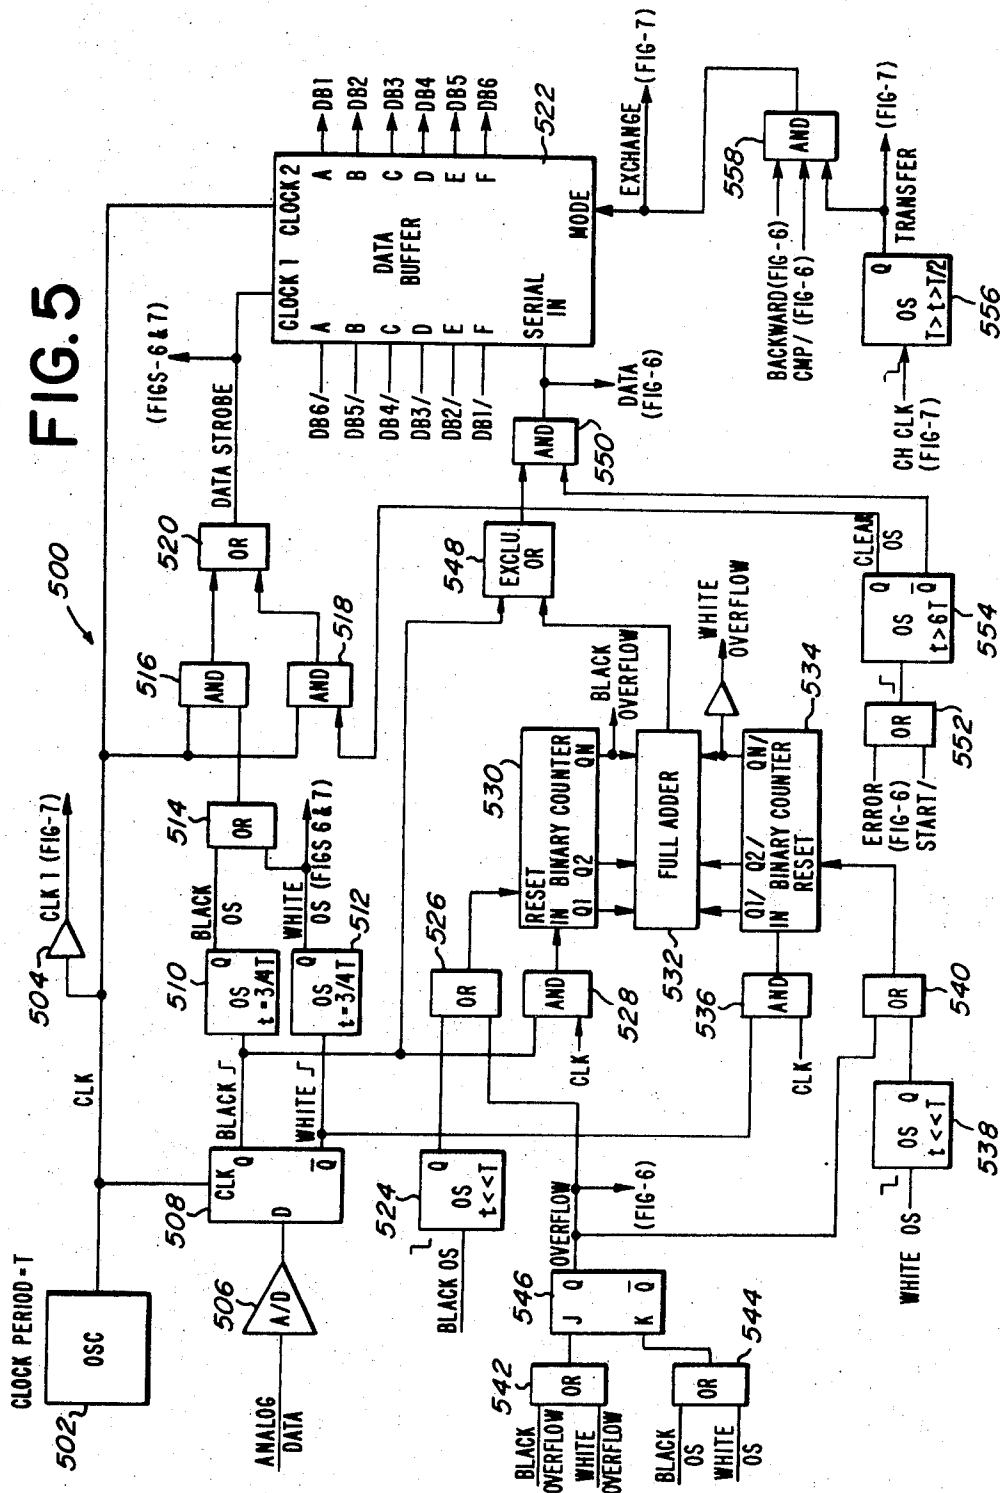 FIG. 5
500
CLOCK PERIOD = T
OSC
502
CLK
504
CLK 1 (FIG-7)
ANALOG
DATA
A/D
506
508
CLK
D
Q
Q̅
BLACK
WHITE
510
OS
t = 3/4T
Q
BLACK
OS
OS
t = 3/4T
Q
512
WHITE
OS (FIGS 6 & 7)
514
OR
516
AND
AND
518
520
OR
DATA STROBE
(FIGS-6 & 7)
CLOCK 1
CLOCK 2
DATA
BUFFER
DB6/
DB5/
DB4/
DB3/
DB2/
DB1/
A
B
C
D
E
F
A
B
C
D
E
F
DB1
DB2
DB3
DB4
DB5
DB6
SERIAL
IN
MODE
522
BLACK OS
524
OS
t<<T
Q
526
OR
AND
528
CLK
530
RESET
IN BINARY COUNTER
Q1 Q2 QN
BLACK
OVERFLOW
FULL ADDER
532
WHITE
OVERFLOW
534
Q1/ Q2/ QN/
IN BINARY COUNTER
RESET
536
AND
CLK
WHITE OS
OS
t<<T
Q
538
OR
540
BLACK
OVERFLOW
WHITE
OVERFLOW
542
OR
BLACK
OS
WHITE
OS
OR
544
546
J Q
K Q̅
OVERFLOW
(FIG-6)
548
EXCLU.
OR
AND
550
DATA
(FIG-6)
ERROR
(FIG-6)
START/
OR
552
OS
t>6T
Q
Q̅
554
CLEAR
OS
CH CLK
(FIG-7)
OS
T>t>T/2
Q
556
TRANSFER
(FIG-7)
BACKWARD(FIG-6)
CMP/ (FIG-6)
558
AND
EXCHANGE
(FIG-7)